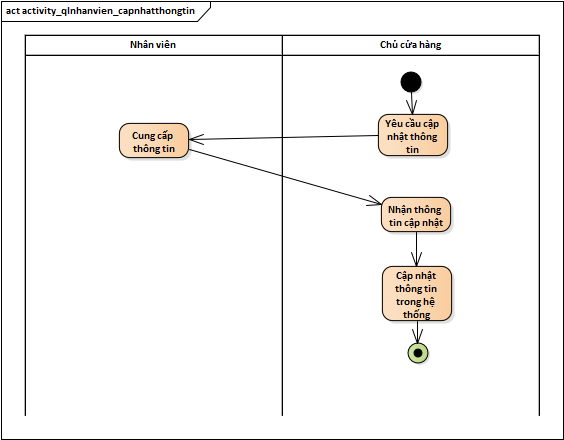 act activity_qlnhanvien_capnhatthongtin
Nhân viên
Chủ cửa hàng
Yêu cầu cập
nhật thông
tin
Cung cấp
thông tin
Nhận thông
tin cập nhật
Cập nhật
thông tin
trong hệ
thống